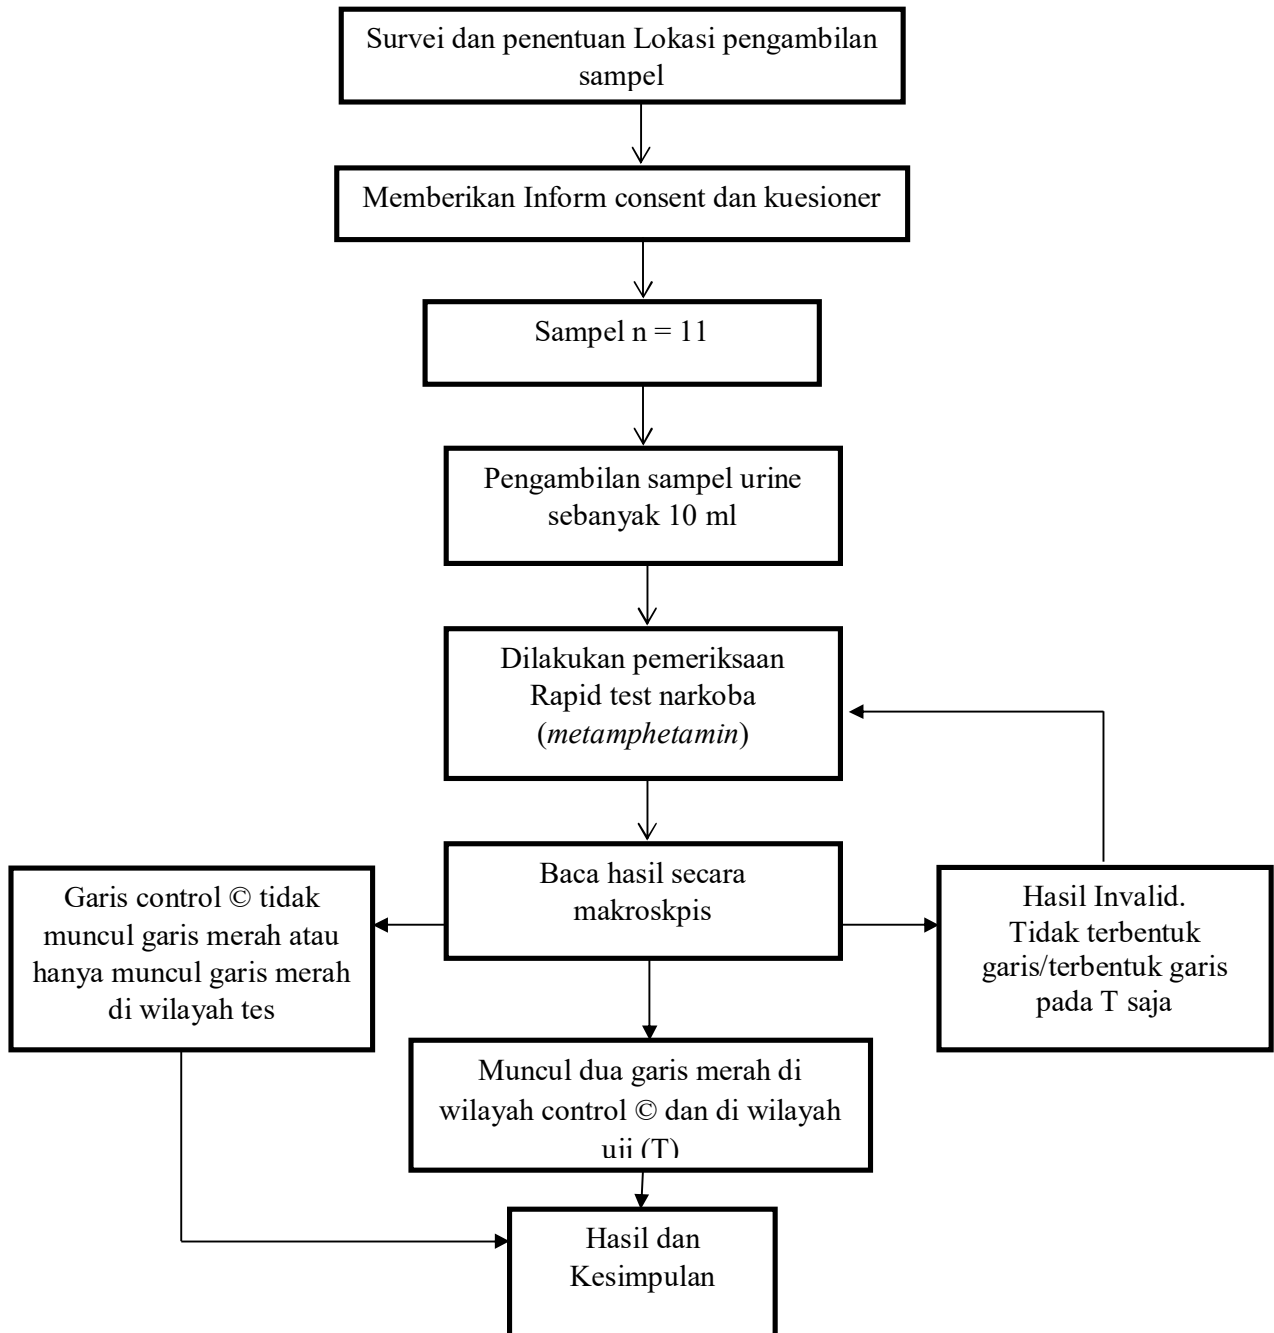 Survei dan penentuan Lokasi pengambilan
sampel
Memberikan Inform consent dan kuesioner
Sampel n = 11
Pengambilan sampel urine
sebanyak 10 ml
Dilakukan pemeriksaan
Rapid test narkoba
(metamphetamin)
Baca hasil secara
makroskpis
Garis control © tidak
muncul garis merah atau
hanya muncul garis merah
di wilayah tes
Hasil Invalid.
Tidak terbentuk
garis/terbentuk garis
pada T saja
Muncul dua garis merah di
wilayah control © dan di wilayah
uji (T)
Hasil dan
Kesimpulan